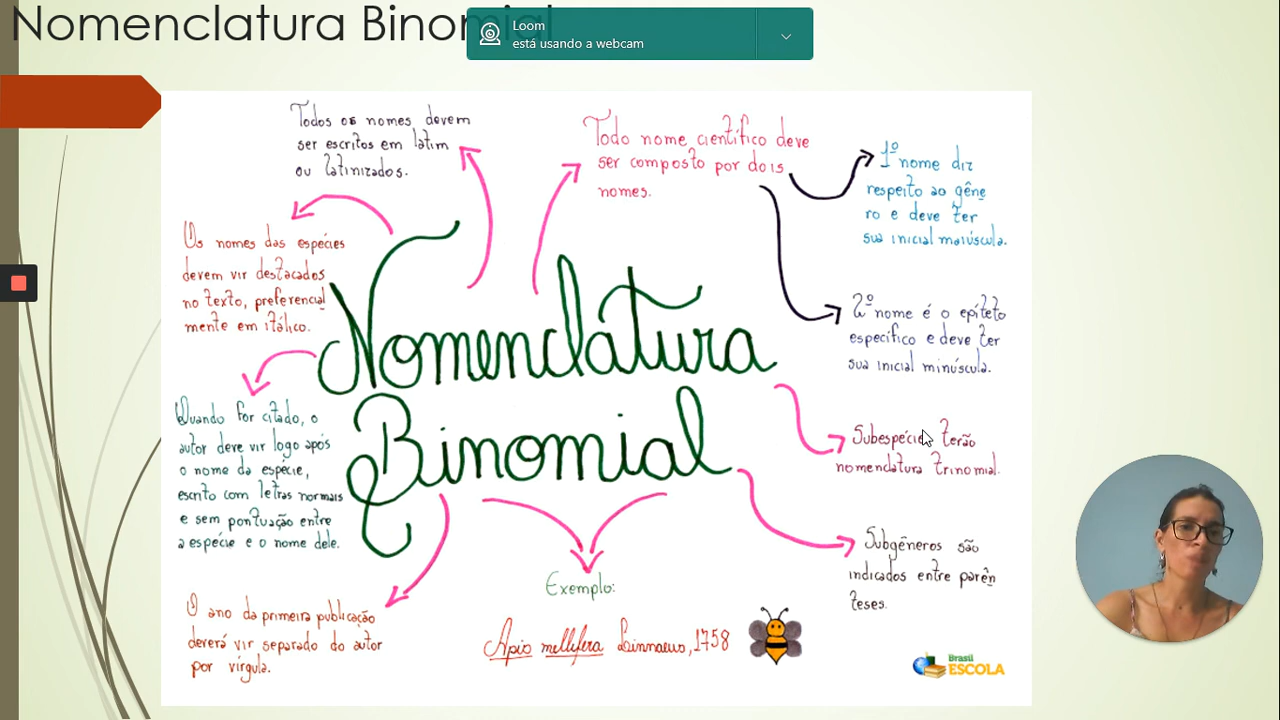 Nomenclatura Binomial
Loom
está usando a webcam
Todos os nomes devem
ser escritos em latim
ou latinizados.
Todo nome científico deve
ser composto por dois
nomes.
1º nome diz
respeito ao gêne
ro e deve ter
sua inicial maiúscula.
Os nomes das espécies
devem vir destacados
no texto, preferencial
mente em itálico.
2º nome é o epíteto
específico e deve ter
sua inicial minúscula.
Nomenclatura
Binomial
Quando for citado, o
autor deve vir logo após
o nome da espécie,
escrito com letras normais
e sem pontuação entre
a espécie e o nome dele.
Subespécies terão
nomenclatura trinomial.
Subgêneros são
indicados entre parên
teses.
O ano da primeira publicação
deverá vir separado do autor
por vírgula.
Exemplo:
Apis mellifera Linnaeus, 1758
Brasil
ESCOLA